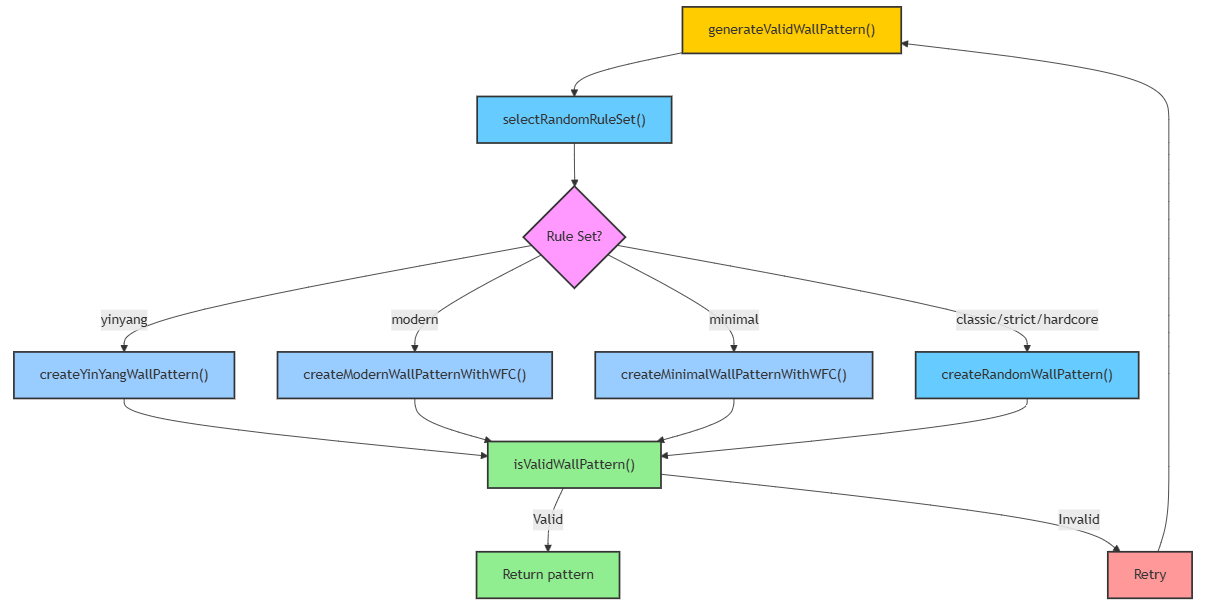 generateValidWallPattern()
selectRandomRuleSet()
Rule Set?
yinyang
modern
minimal
classic/strict/hardcore
createYinYangWallPattern()
createModernWallPatternWithWFC()
createMinimalWallPatternWithWFC()
createRandomWallPattern()
isValidWallPattern()
Valid
Invalid
Return pattern
Retry